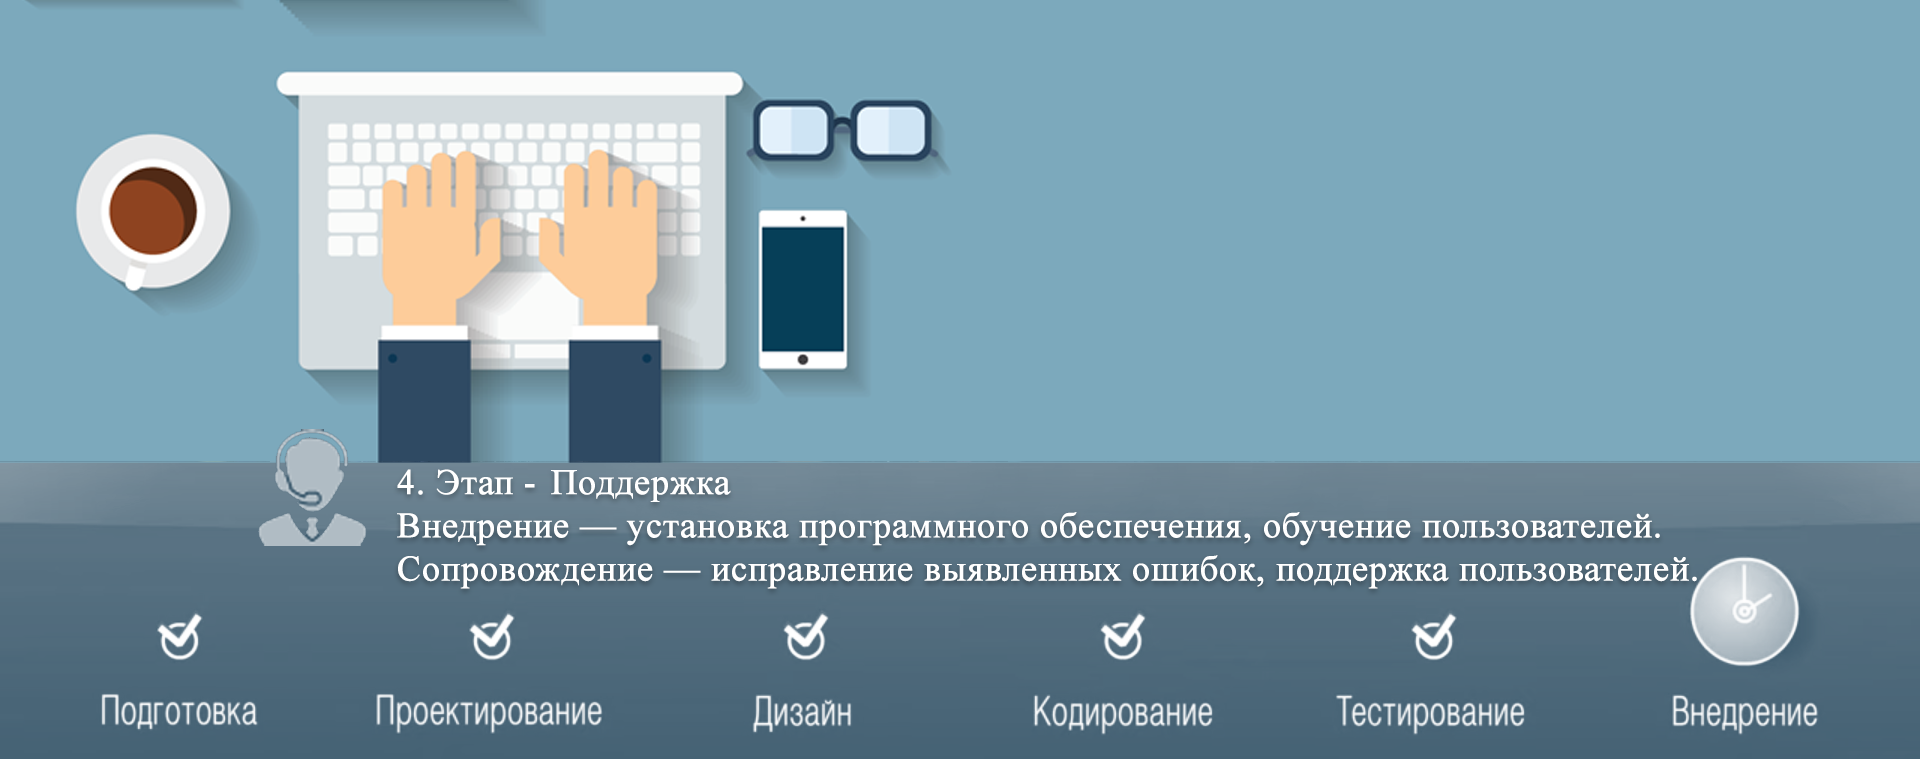 4. Этап - Поддержка
Внедрение — установка программного обеспечения, обучение пользователей.
Сопровождение — исправление выявленных ошибок, поддержка пользователей.
Подготовка Проектирование Дизайн Кодирование Тестирование Внедрение